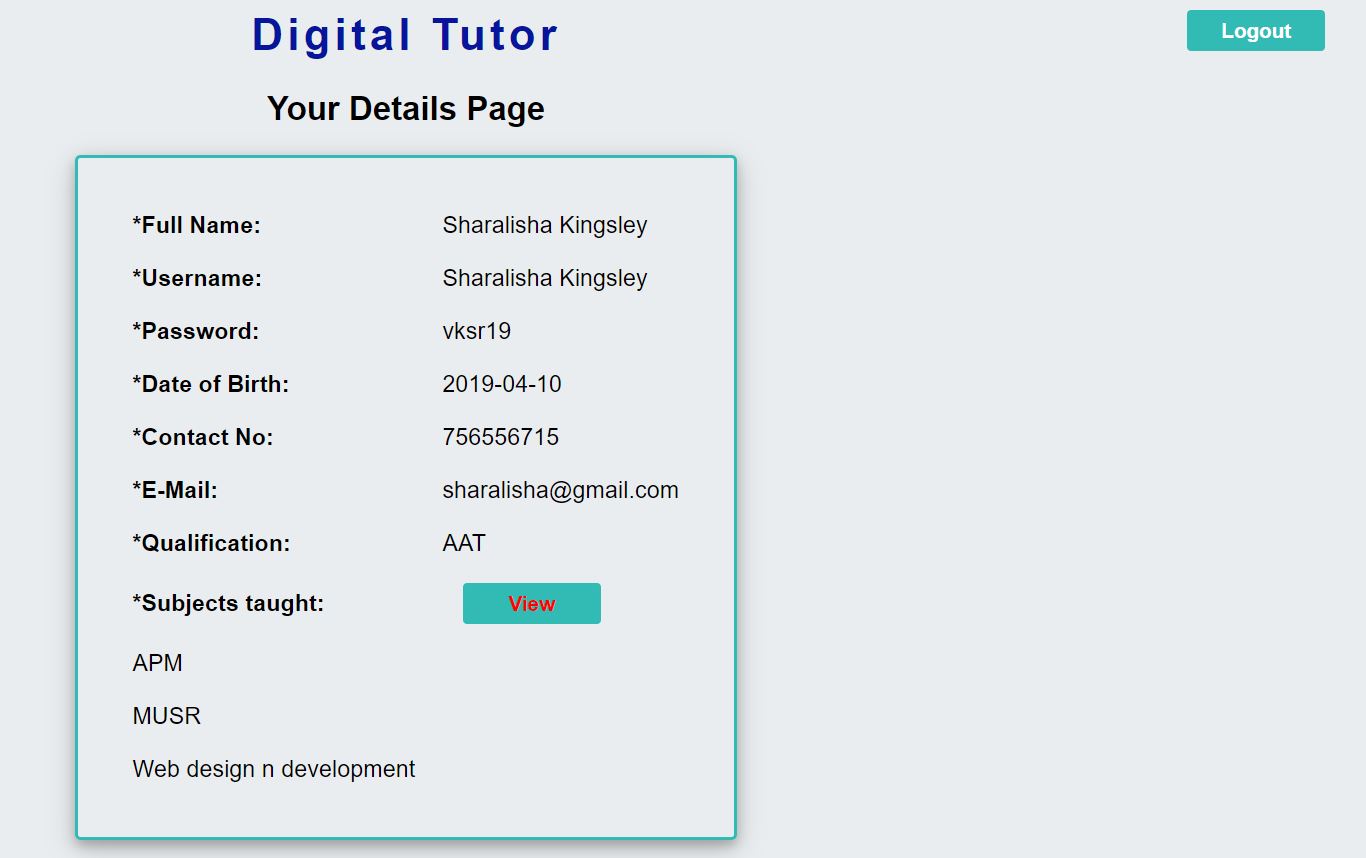 Digital Tutor
Logout
Your Details Page
*Full Name: Sharalisha Kingsley
*Username: Sharalisha Kingsley
*Password: vksr19
*Date of Birth: 2019-04-10
*Contact No: 756556715
*E-Mail: sharalisha@gmail.com
*Qualification: AAT
*Subjects taught: View
APM
MUSR
Web design n development